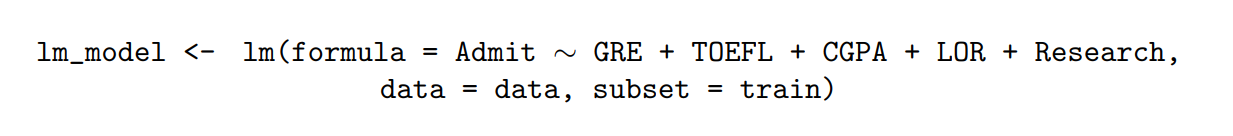 lm_model <- lm(formula = Admit ∼ GRE + TOEFL + CGPA + LOR + Research,
data = data, subset = train)